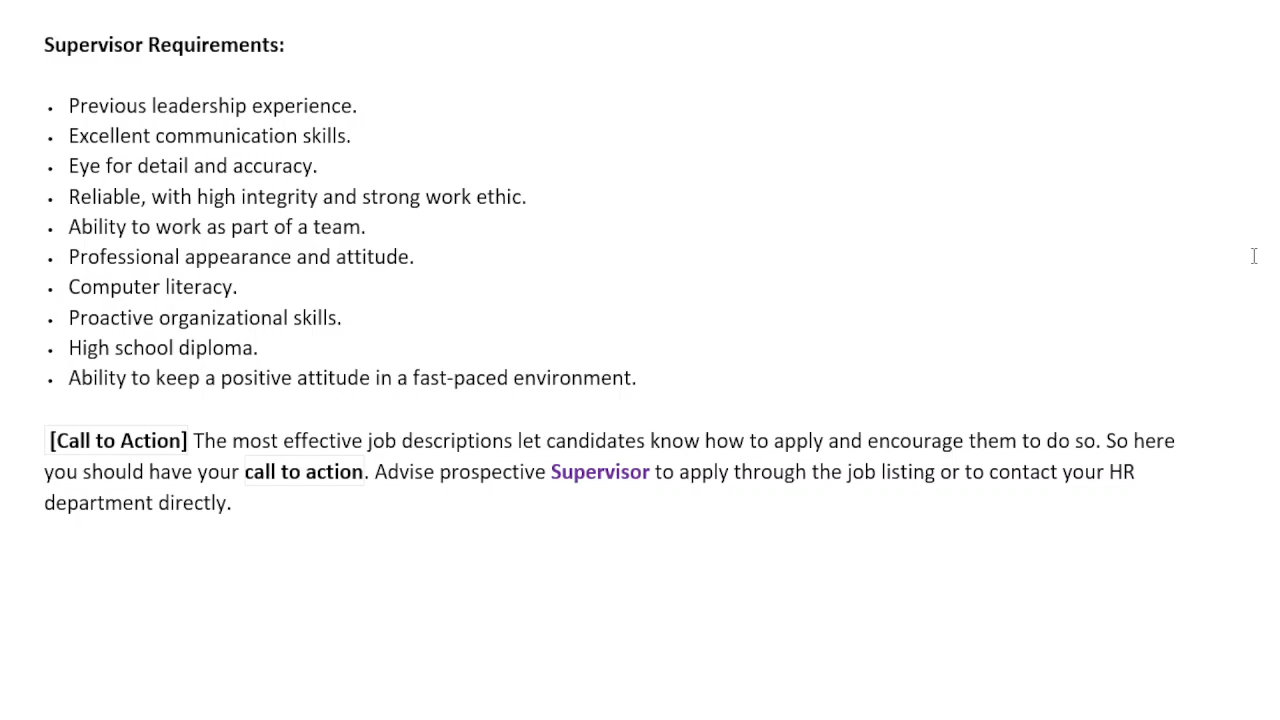 Supervisor Requirements:
• Previous leadership experience.
• Excellent communication skills.
• Eye for detail and accuracy.
• Reliable, with high integrity and strong work ethic.
• Ability to work as part of a team.
• Professional appearance and attitude.
• Computer literacy.
• Proactive organizational skills.
• High school diploma.
• Ability to keep a positive attitude in a fast-paced environment.
[Call to Action] The most effective job descriptions let candidates know how to apply and encourage them to do so. So here
you should have your call to action. Advise prospective Supervisor to apply through the job listing or to contact your HR
department directly.